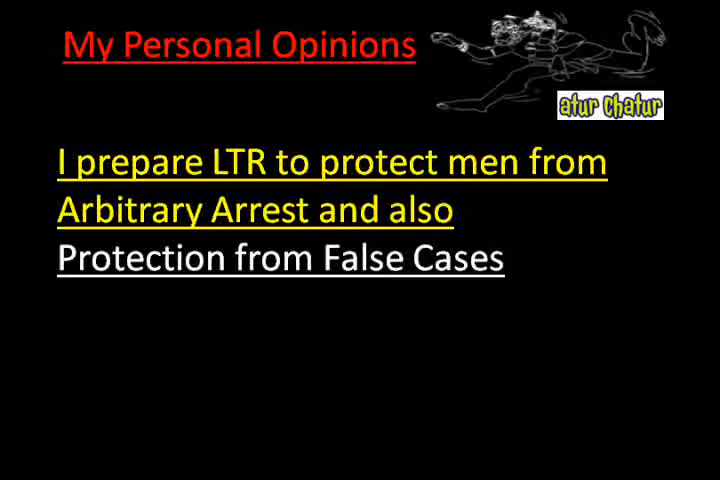 My Personal Opinions
atur chatur
I prepare LTR to protect men from
Arbitrary Arrest and also
Protection from False Cases